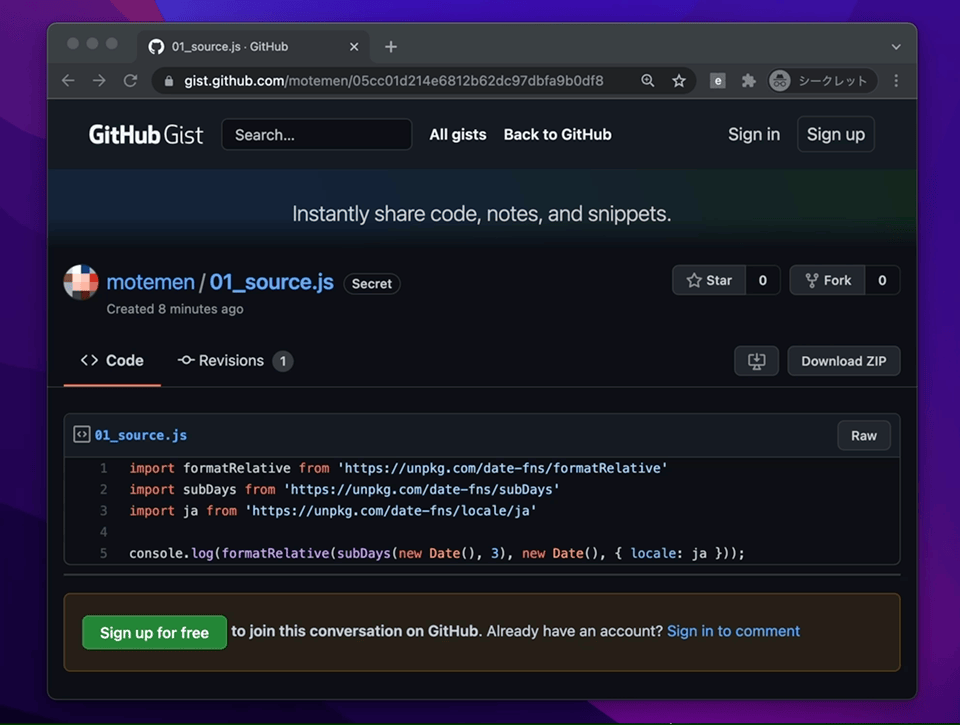 01_source.js · GitHub
gist.github.com/motemen/05cc01d214e6812b62dc97dbfa9b0df8 e シークレット
GitHub Gist Search... All gists Back to GitHub Sign in Sign up
Instantly share code, notes, and snippets.
motemen / 01_source.js Secret Star 0 Fork 0
Created 8 minutes ago
Code Revisions 1 Download ZIP
01_source.js Raw
1 import formatRelative from 'https://unpkg.com/date-fns/formatRelative'
2 import subDays from 'https://unpkg.com/date-fns/subDays'
3 import ja from 'https://unpkg.com/date-fns/locale/ja'
4
5 console.log(formatRelative(subDays(new Date(), 3), new Date(), { locale: ja }));
Sign up for free to join this conversation on GitHub. Already have an account? Sign in to comment